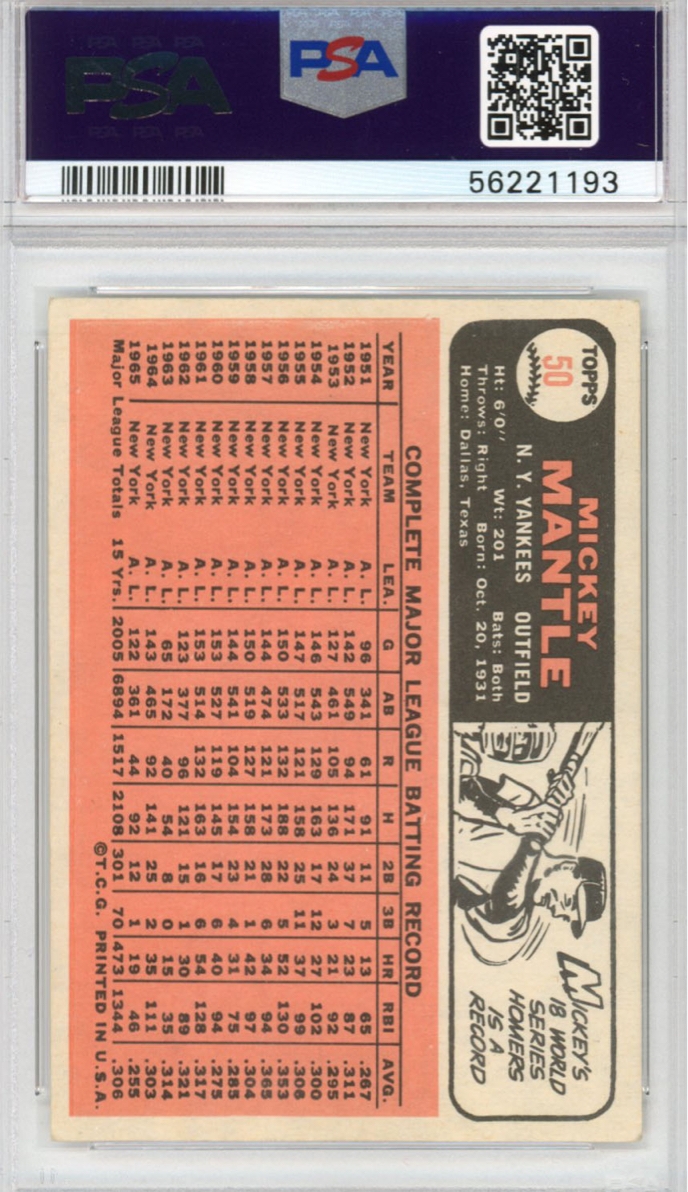 PSA
PSA
56221193
TOPPS
50
MICKEY
MANTLE
N. Y. YANKEES OUTFIELD
Ht: 6'0" Wt: 201 Bats: Both
Throws: Right Born: Oct. 20, 1931
Home: Dallas, Texas
MICKEY'S
18 WORLD
SERIES
HOMERS
IS A
RECORD
COMPLETE MAJOR LEAGUE BATTING RECORD
YEAR TEAM LEA. G AB R H 2B 3B HR RBI AVG.
1951 New York A. L. 96 341 61 91 11 5 13 65 .267
1952 New York A. L. 142 549 94 171 37 7 23 87 .311
1953 New York A. L. 127 461 105 136 24 3 21 92 .295
1954 New York A. L. 146 543 129 163 17 12 27 102 .300
1955 New York A. L. 147 517 121 158 25 11 37 99 .306
1956 New York A. L. 150 533 132 188 22 5 52 130 .353
1957 New York A. L. 144 474 121 173 28 6 34 94 .365
1958 New York A. L. 150 519 127 158 21 1 42 97 .304
1959 New York A. L. 144 541 104 154 23 4 31 75 .285
1960 New York A. L. 153 527 119 145 17 6 40 94 .275
1961 New York A. L. 153 514 132 163 16 6 54 128 .317
1962 New York A. L. 123 377 96 121 15 1 30 89 .321
1963 New York A. L. 65 172 40 54 8 0 15 35 .314
1964 New York A. L. 143 465 92 141 25 2 35 111 .303
1965 New York A. L. 122 361 44 92 12 1 19 46 .255
Major League Totals 15 Yrs. 2005 6894 1517 2108 301 70 473 1344 .306
©T.C.G. PRINTED IN U.S.A.